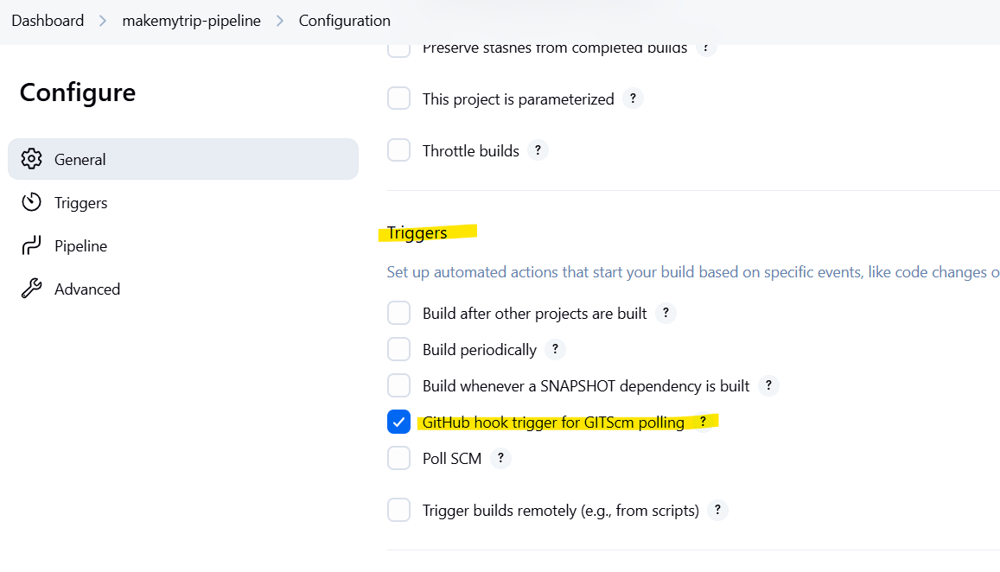 Dashboard > makemytrip-pipeline > Configuration
Configure
General
Triggers
Pipeline
Advanced
Preserve stashes from completed builds ?
This project is parameterized ?
Throttle builds ?
Triggers
Set up automated actions that start your build based on specific events, like code changes o
Build after other projects are built ?
Build periodically ?
Build whenever a SNAPSHOT dependency is built ?
GitHub hook trigger for GITScm polling ?
Poll SCM ?
Trigger builds remotely (e.g., from scripts) ?